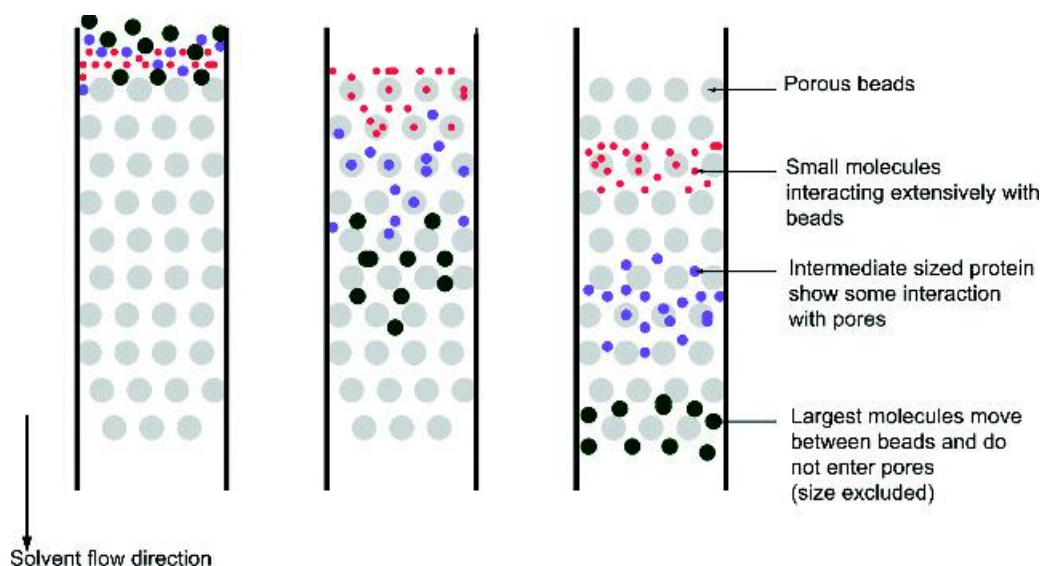 Porous beads
Small molecules
interacting extensively with
beads
Intermediate sized protein
show some interaction
with pores
Largest molecules move
between beads and do
not enter pores
(size excluded)
Solvent flow direction